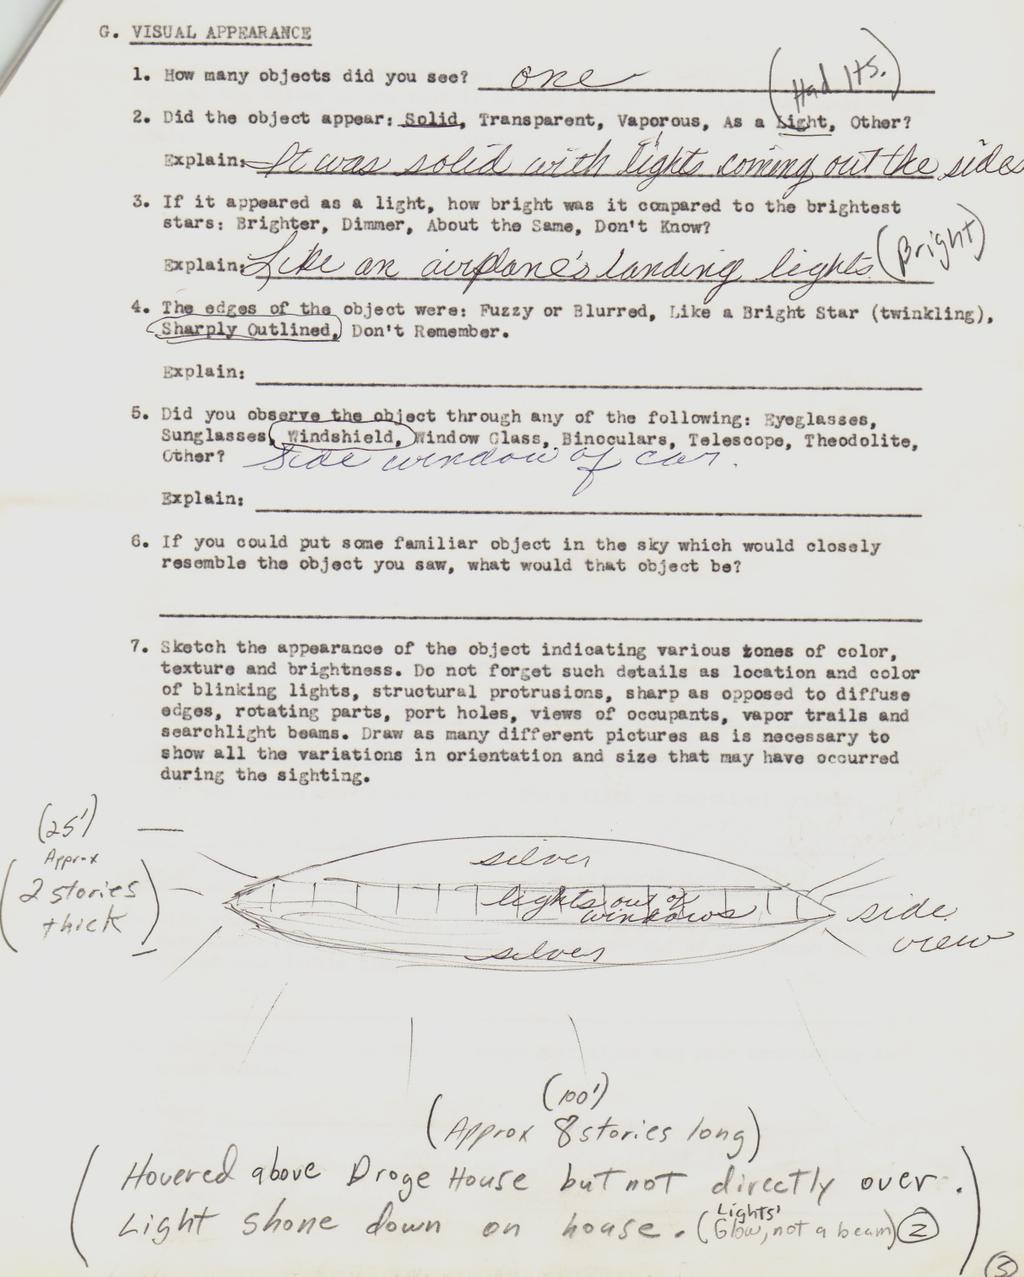 G. VISUAL APPEARANCE
1. How many objects did you see? one
(Had lts.)
2. Did the object appear: Solid, Transparent, Vaporous, As a Light, Other?
Explain: It was solid with lights coming out the side
3. If it appeared as a light, how bright was it compared to the brightest
stars: Brighter, Dimmer, About the Same, Don't Know?
Explain: Like an airplane's landing lights (Bright)
4. The edges of the object were: Fuzzy or Blurred, Like a Bright Star (twinkling),
Sharply Outlined, Don't Remember.
Explain:
5. Did you observe the object through any of the following: Eyeglasses,
Sunglasses, Windshield, Window Glass, Binoculars, Telescope, Theodolite,
Other? Side window of car.
Explain:
6. If you could put some familiar object in the sky which would closely
resemble the object you saw, what would that object be?
7. Sketch the appearance of the object indicating various tones of color,
texture and brightness. Do not forget such details as location and color
of blinking lights, structural protrusions, sharp as opposed to diffuse
edges, rotating parts, port holes, views of occupants, vapor trails and
searchlight beams. Draw as many different pictures as is necessary to
show all the variations in orientation and size that may have occurred
during the sighting.
(25')
Approx
(2 stories
thick)
silver
lights out of
windows
silver
side
view
(100')
(Approx 8 stories long)
(Hovered above Droge House but not directly over.
Light shone down on house. (Lights' Glow, not a beam) 2)
3